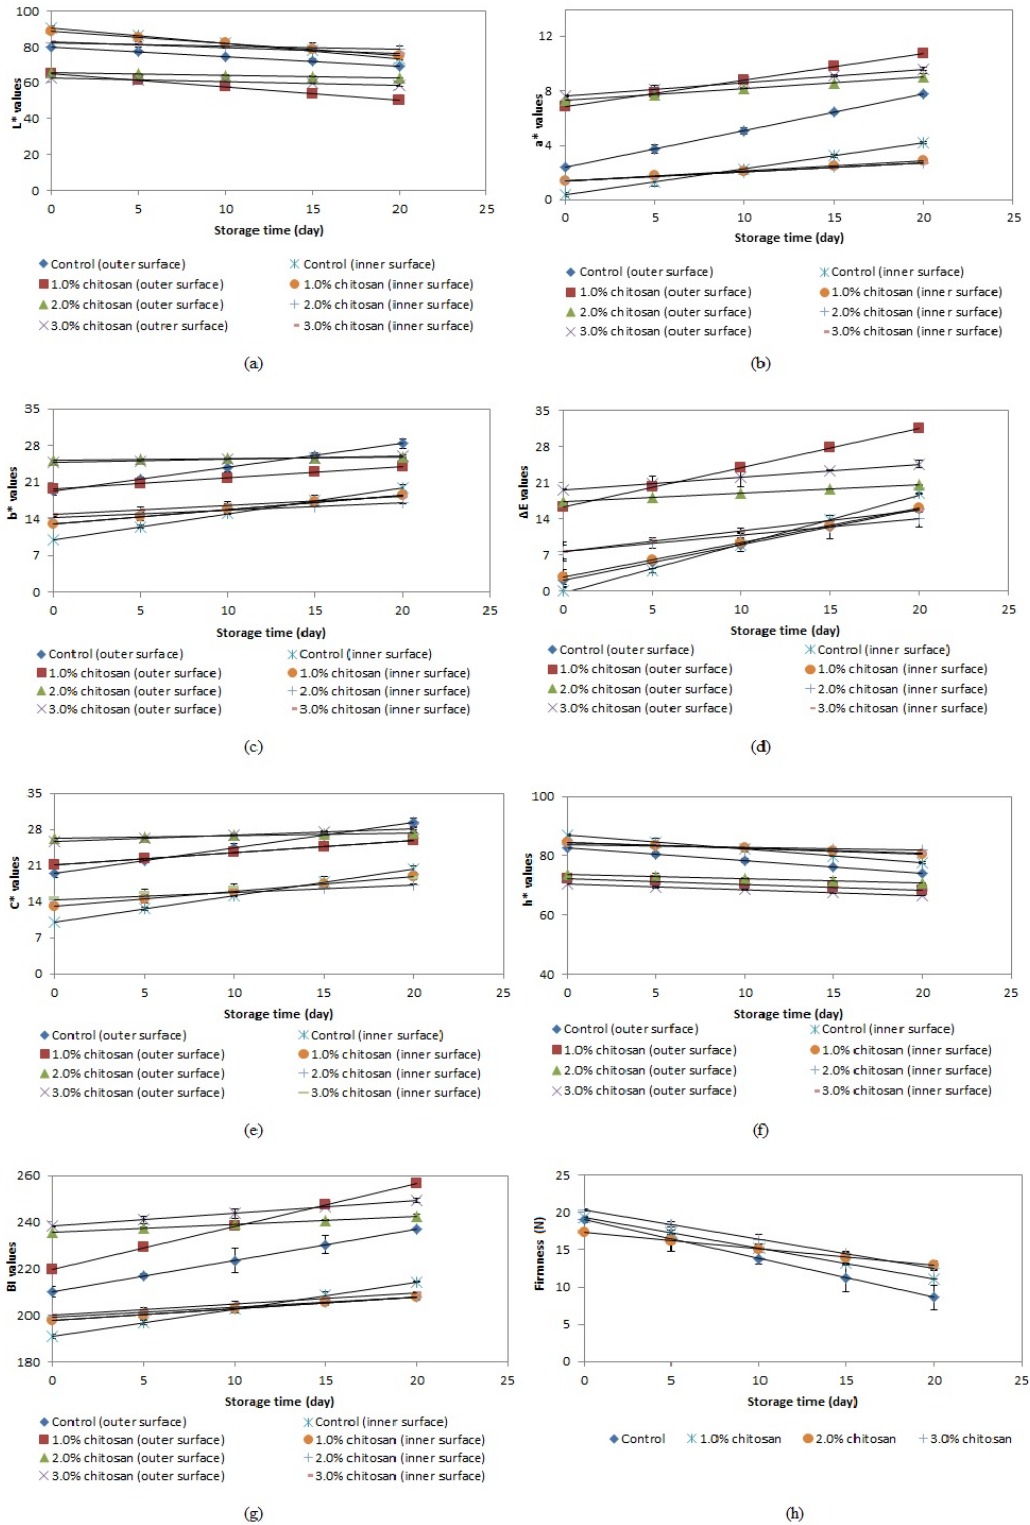 100
80
60
40
20
0
L* values
0 5 10 15 20 25
Storage time (day)
Control (outer surface) Control (inner surface)
1.0% chitosan (outer surface) 1.0% chitosan (inner surface)
2.0% chitosan (outer surface) 2.0% chitosan (inner surface)
3.0% chitosan (outrer surface) 3.0% chitosan (inner surface)
(a)
12
8
4
0
a* values
0 5 10 15 20 25
Storage time (day)
Control (outer surface) Control (inner surface)
1.0% chitosan (outer surface) 1.0% chitosan (inner surface)
2.0% chitosan (outer surface) 2.0% chitosan (inner surface)
3.0% chitosan (outer surface) 3.0% chitosan (inner surface)
(b)
35
28
21
14
7
0
b* values
0 5 10 15 20 25
Storage time (day)
Control (outer surface) Control (inner surface)
1.0% chitosan (outer surface) 1.0% chitosan (inner surface)
2.0% chitosan (outer surface) 2.0% chitosan (inner surface)
3.0% chitosan (outer surface) 3.0% chitosan (inner surface)
(c)
35
28
21
14
7
0
ΔE values
0 5 10 15 20 25
Storage time (day)
Control (outer surface) Control (inner surface)
1.0% chitosan (outer surface) 1.0% chitosan (inner surface)
2.0% chitosan (outer surface) 2.0% chitosan (inner surface)
3.0% chitosan (outer surface) 3.0% chitosan (inner surface)
(d)
35
28
21
14
7
0
C* values
0 5 10 15 20 25
Storage time (day)
Control (outer surface) Control (inner surface)
1.0% chitosan (outer surface) 1.0% chitosan (inner surface)
2.0% chitosan (outer surface) 2.0% chitosan (inner surface)
3.0% chitosan (outer surface) 3.0% chitosan (inner surface)
(e)
100
80
60
40
h* values
0 5 10 15 20 25
Storage time (day)
Control (outer surface) Control (inner surface)
1.0% chitosan (outer surface) 1.0% chitosan (inner surface)
2.0% chitosan (outer surface) 2.0% chitosan (inner surface)
3.0% chitosan (outer surface) 3.0% chitosan (inner surface)
(f)
260
240
220
200
180
BI values
0 5 10 15 20 25
Storage time (day)
Control (outer surface) Control (inner surface)
1.0% chitosan (outer surface) 1.0% chitosan (inner surface)
2.0% chitosan (outer surface) 2.0% chitosan (inner surface)
3.0% chitosan (outer surface) 3.0% chitosan (inner surface)
(g)
25
20
15
10
5
0
Firmness (N)
0 5 10 15 20 25
Storage time (day)
Control 1.0% chitosan 2.0% chitosan 3.0% chitosan
(h)